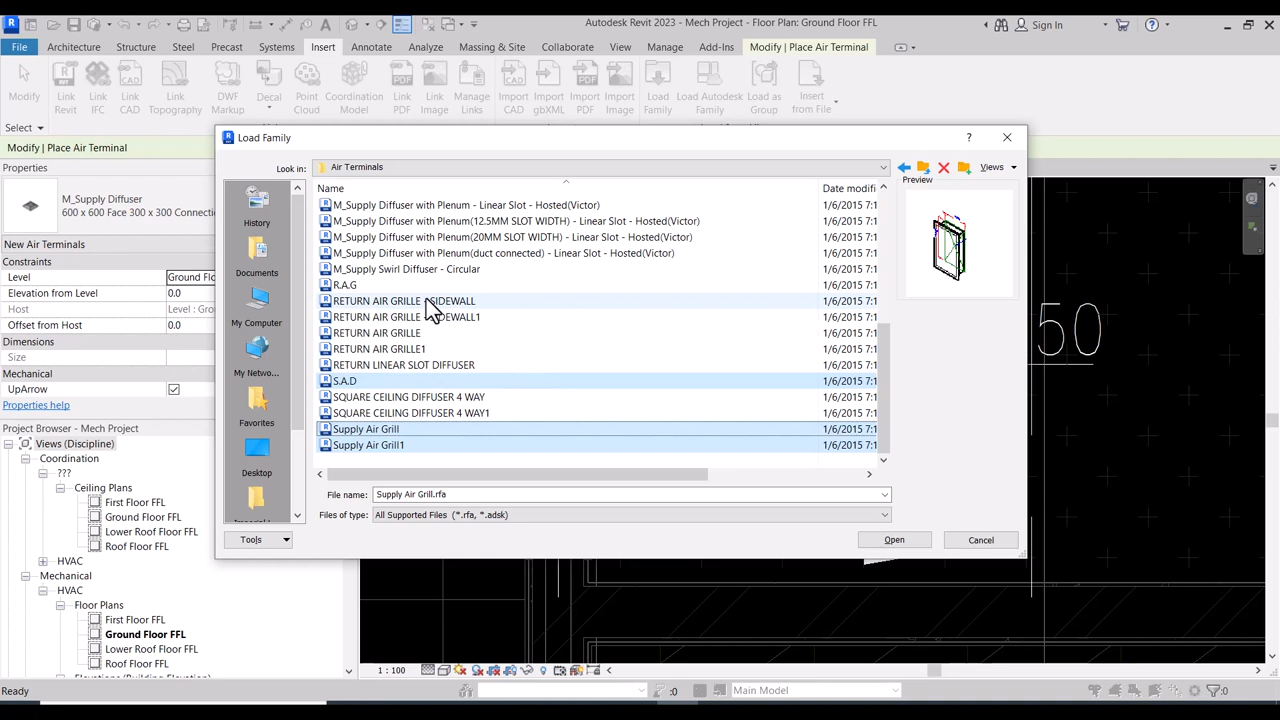 Autodesk Revit 2023 - Mech Project - Floor Plan: Ground Floor FFL
Sign In
File Architecture Structure Steel Precast Systems Insert Annotate Analyze Massing & Site Collaborate View Manage Add-Ins Modify | Place Air Terminal
Modify
Link Revit
Link IFC
Link CAD
Link Topography
DWF Markup
Decal
Point Cloud
Coordination Model
Link PDF
Link Image
Manage Links
Import CAD
Import gbXML
Import PDF
Import Image
Load Family
Load Autodesk Family
Load as Group
Insert from File
Select
Modify | Place Air Terminal
Properties
M_Supply Diffuser
600 x 600 Face 300 x 300 Connectio
New Air Terminals
Constraints
Level Ground Flo
Elevation from Level 0.0
Host Level : Gro
Offset from Host 0.0
Dimensions
Size
Mechanical
UpArrow
Properties help
Project Browser - Mech Project
Views (Discipline)
Coordination
???
Ceiling Plans
First Floor FFL
Ground Floor FFL
Lower Roof Floor FFL
Roof Floor FFL
HVAC
Mechanical
HVAC
Floor Plans
First Floor FFL
Ground Floor FFL
Lower Roof Floor FFL
Roof Floor FFL
Load Family
?
Look in: Air Terminals
Views
Preview
History
Documents
My Computer
My Netwo...
Favorites
Desktop
Name Date modifi
M_Supply Diffuser with Plenum - Linear Slot - Hosted(Victor) 1/6/2015 7:1
M_Supply Diffuser with Plenum(12.5MM SLOT WIDTH) - Linear Slot - Hosted(Victor) 1/6/2015 7:1
M_Supply Diffuser with Plenum(20MM SLOT WIDTH) - Linear Slot - Hosted(Victor) 1/6/2015 7:1
M_Supply Diffuser with Plenum(duct connected) - Linear Slot - Hosted(Victor) 1/6/2015 7:1
M_Supply Swirl Diffuser - Circular 1/6/2015 7:1
R.A.G 1/6/2015 7:1
RETURN AIR GRILLE - SIDEWALL 1/6/2015 7:1
RETURN AIR GRILLE - SIDEWALL1 1/6/2015 7:1
RETURN AIR GRILLE 1/6/2015 7:1
RETURN AIR GRILLE1 1/6/2015 7:1
RETURN LINEAR SLOT DIFFUSER 1/6/2015 7:1
S.A.D 1/6/2015 7:1
SQUARE CEILING DIFFUSER 4 WAY 1/6/2015 7:1
SQUARE CEILING DIFFUSER 4 WAY1 1/6/2015 7:1
Supply Air Grill 1/6/2015 7:1
Supply Air Grill1 1/6/2015 7:1
File name: Supply Air Grill.rfa
Files of type: All Supported Files (*.rfa, *.adsk)
Tools
Open
Cancel
50
1 : 100
Ready
:0
Main Model
:0